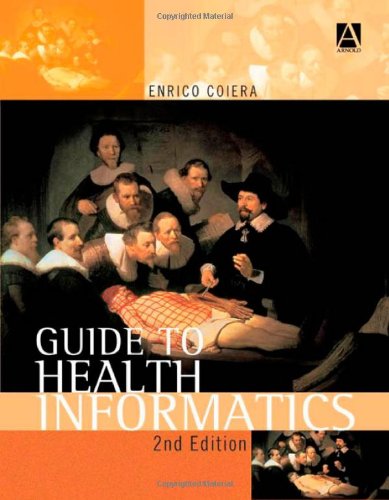 Copyrighted Material
ARNOLD
ENRICO COIERA
GUIDE TO
HEALTH
INFORMATICS
2nd Edition
Copyrighted Material